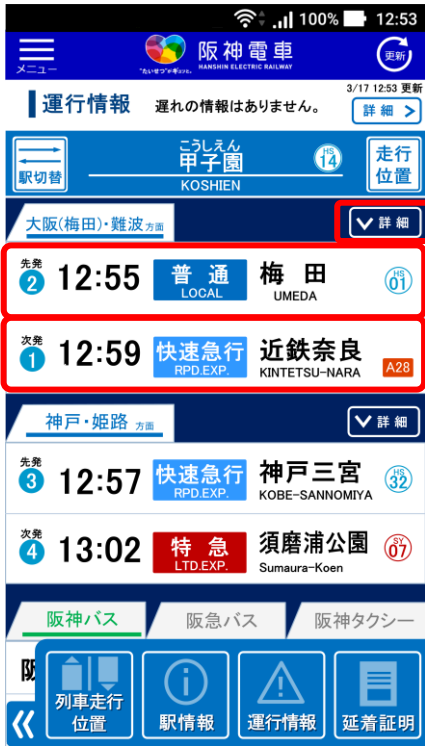 100% 12:53
メニュー
"たいせつ"がギュッと。
阪神電車
HANSHIN ELECTRIC RAILWAY
更新
運行情報 遅れの情報はありません。
3/17 12:53 更新
詳細
駅切替
こうしえん
甲子園
KOSHIEN
HS
14
走行
位置
大阪(梅田)・難波方面
詳細
先発
2 12:55 普通 梅田 HS
LOCAL UMEDA 01
次発
1 12:59 快速急行 近鉄奈良
RPD.EXP. KINTETSU-NARA A28
神戸・姫路 方面
詳細
先発
3 12:57 快速急行 神戸三宮 HS
RPD.EXP. KOBE-SANNOMIYA 32
次発
4 13:02 特急 須磨浦公園 SY
LTD.EXP. Sumaura-Koen 07
阪神バス 阪急バス 阪神タクシー
阪
列車走行
位置
駅情報
運行情報
延着証明